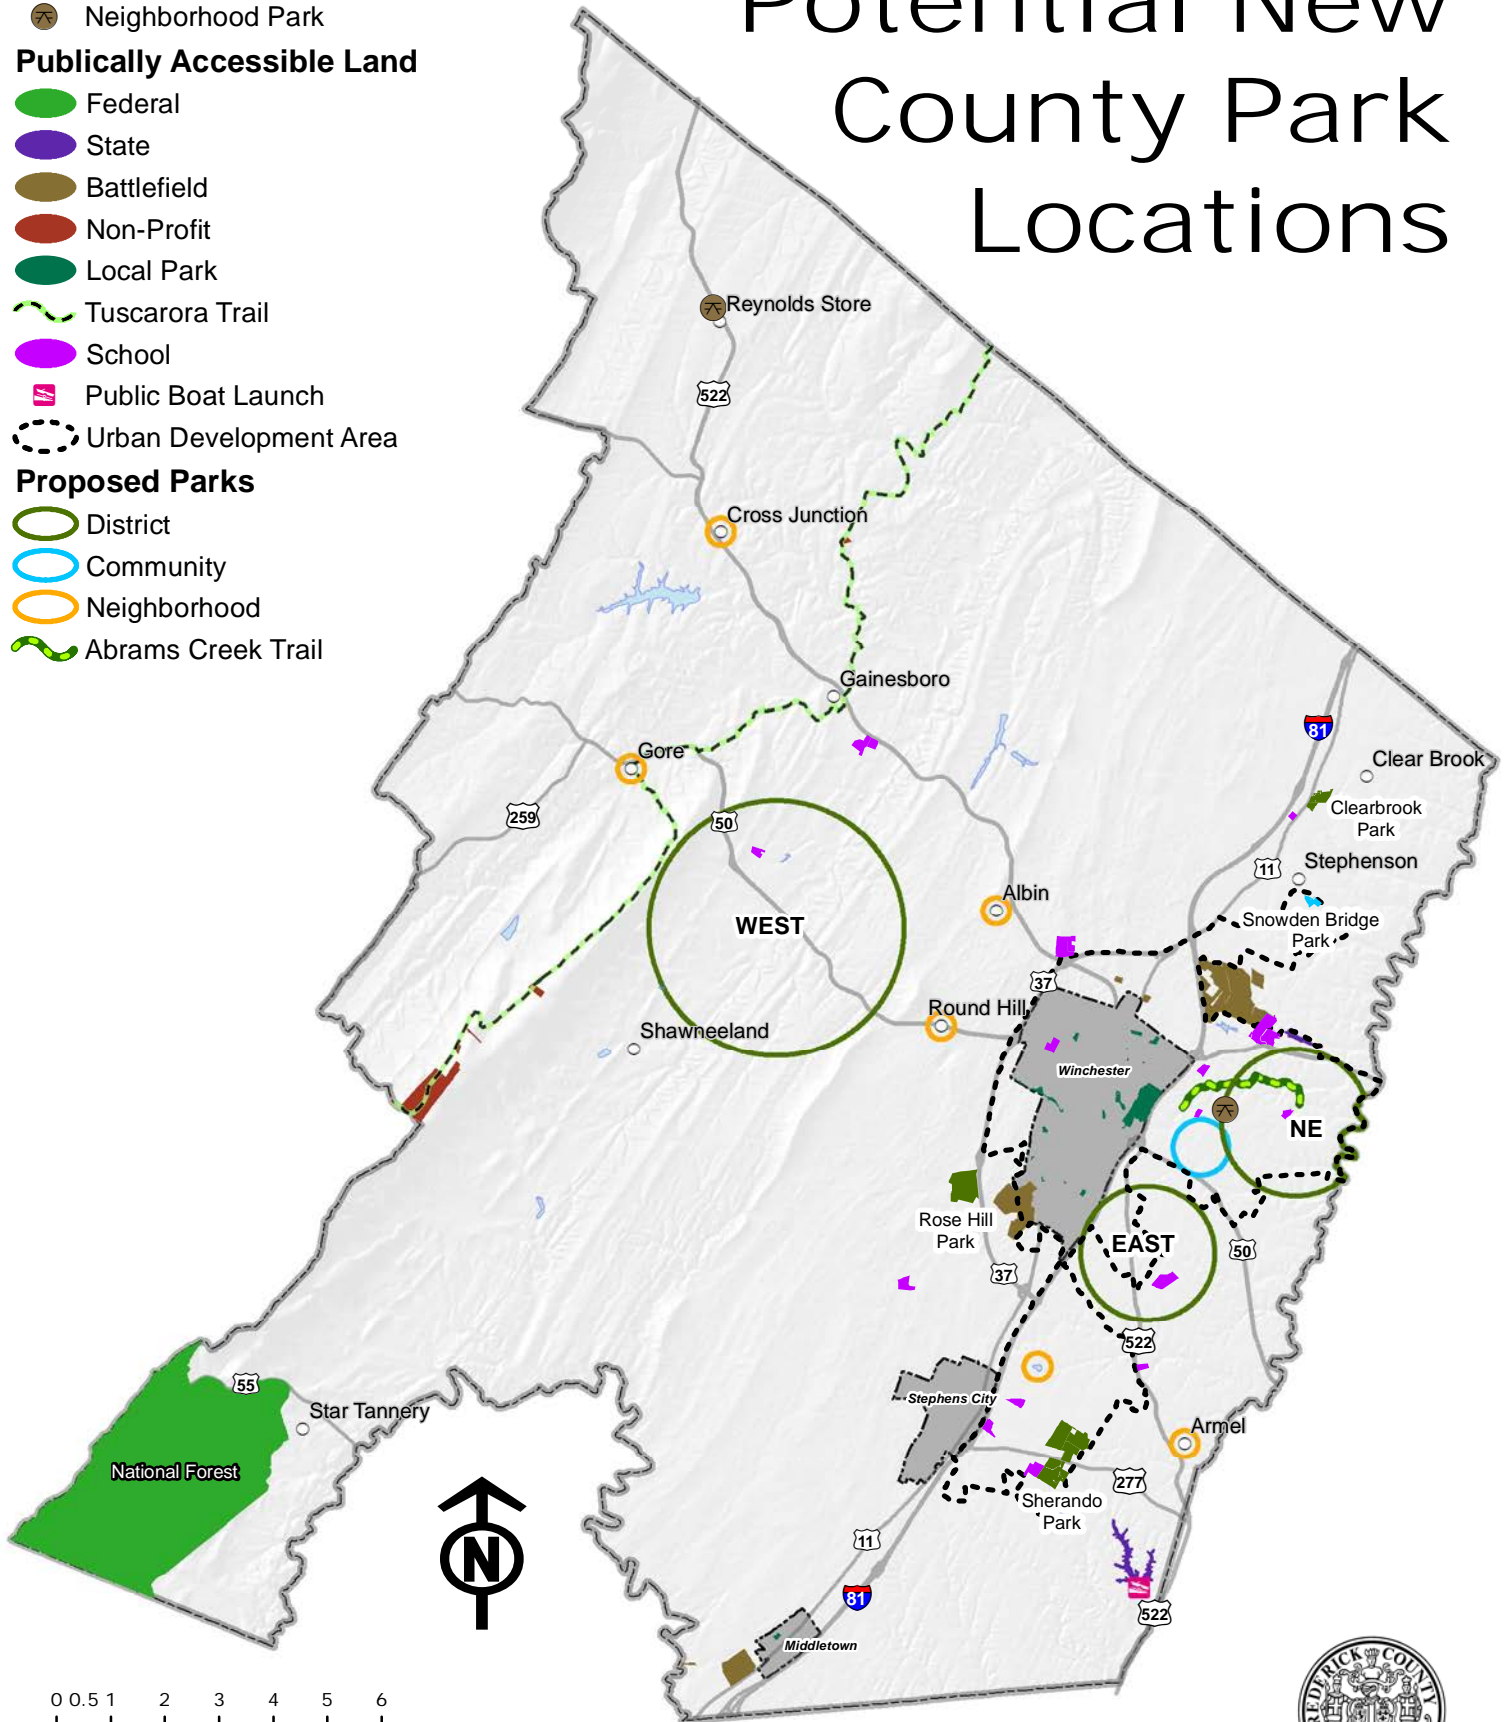 Potential New
County Park
Locations
Neighborhood Park
Publically Accessible Land
Federal
State
Battlefield
Non-Profit
Local Park
Tuscarora Trail
School
Public Boat Launch
Urban Development Area
Proposed Parks
District
Community
Neighborhood
Abrams Creek Trail
Reynolds Store
522
Cross Junction
Gainesboro
Gore
259
50
81
Clear Brook
Clearbrook
Park
11
Stephenson
Albin
WEST
Snowden Bridge
Park
37
Round Hill
Shawneeland
Winchester
NE
Rose Hill
Park
EAST
50
37
522
55
Stephens City
Star Tannery
Armel
National Forest
277
Sherando
Park
N
11
81
522
Middletown
0 0.5 1 2 3 4 5 6
FREDERICK COUNTY